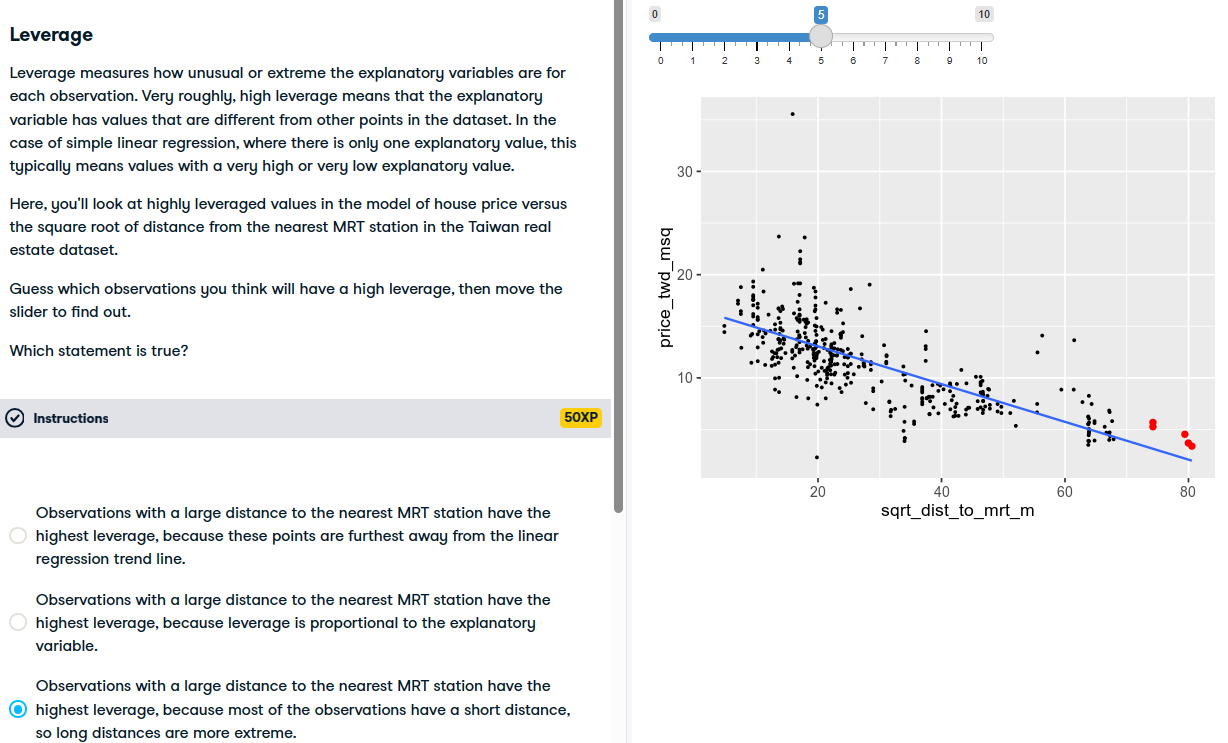 Leverage
Leverage measures how unusual or extreme the explanatory variables are for
each observation. Very roughly, high leverage means that the explanatory
variable has values that are different from other points in the dataset. In the
case of simple linear regression, where there is only one explanatory value, this
typically means values with a very high or very low explanatory value.
Here, you'll look at highly leveraged values in the model of house price versus
the square root of distance from the nearest MRT station in the Taiwan real
estate dataset.
Guess which observations you think will have a high leverage, then move the
slider to find out.
Which statement is true?
Instructions
50XP
Observations with a large distance to the nearest MRT station have the
highest leverage, because these points are furthest away from the linear
regression trend line.
Observations with a large distance to the nearest MRT station have the
highest leverage, because leverage is proportional to the explanatory
variable.
Observations with a large distance to the nearest MRT station have the
highest leverage, because most of the observations have a short distance,
so long distances are more extreme.
0 5 10
0 1 2 3 4 5 6 7 8 9 10
price_twd_msq
30
20
10
20 40 60 80
sqrt_dist_to_mrt_m